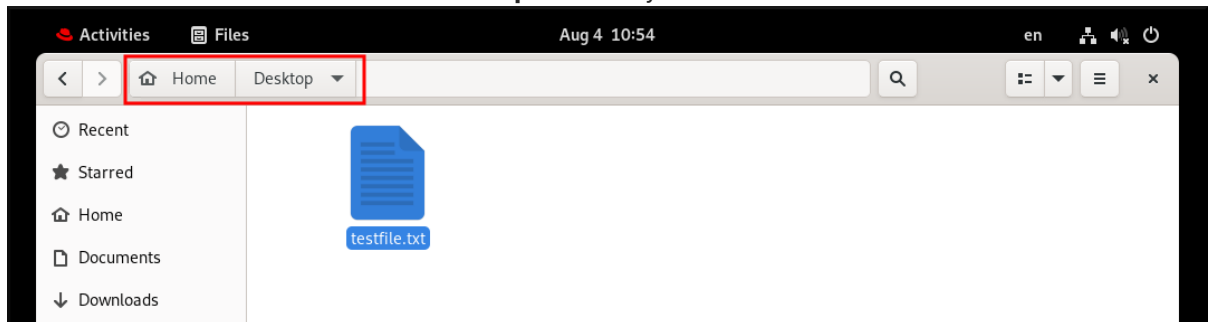 Activities Files Aug 4 10:54 en
Home Desktop
Recent
Starred
Home
testfile.txt
Documents
Downloads